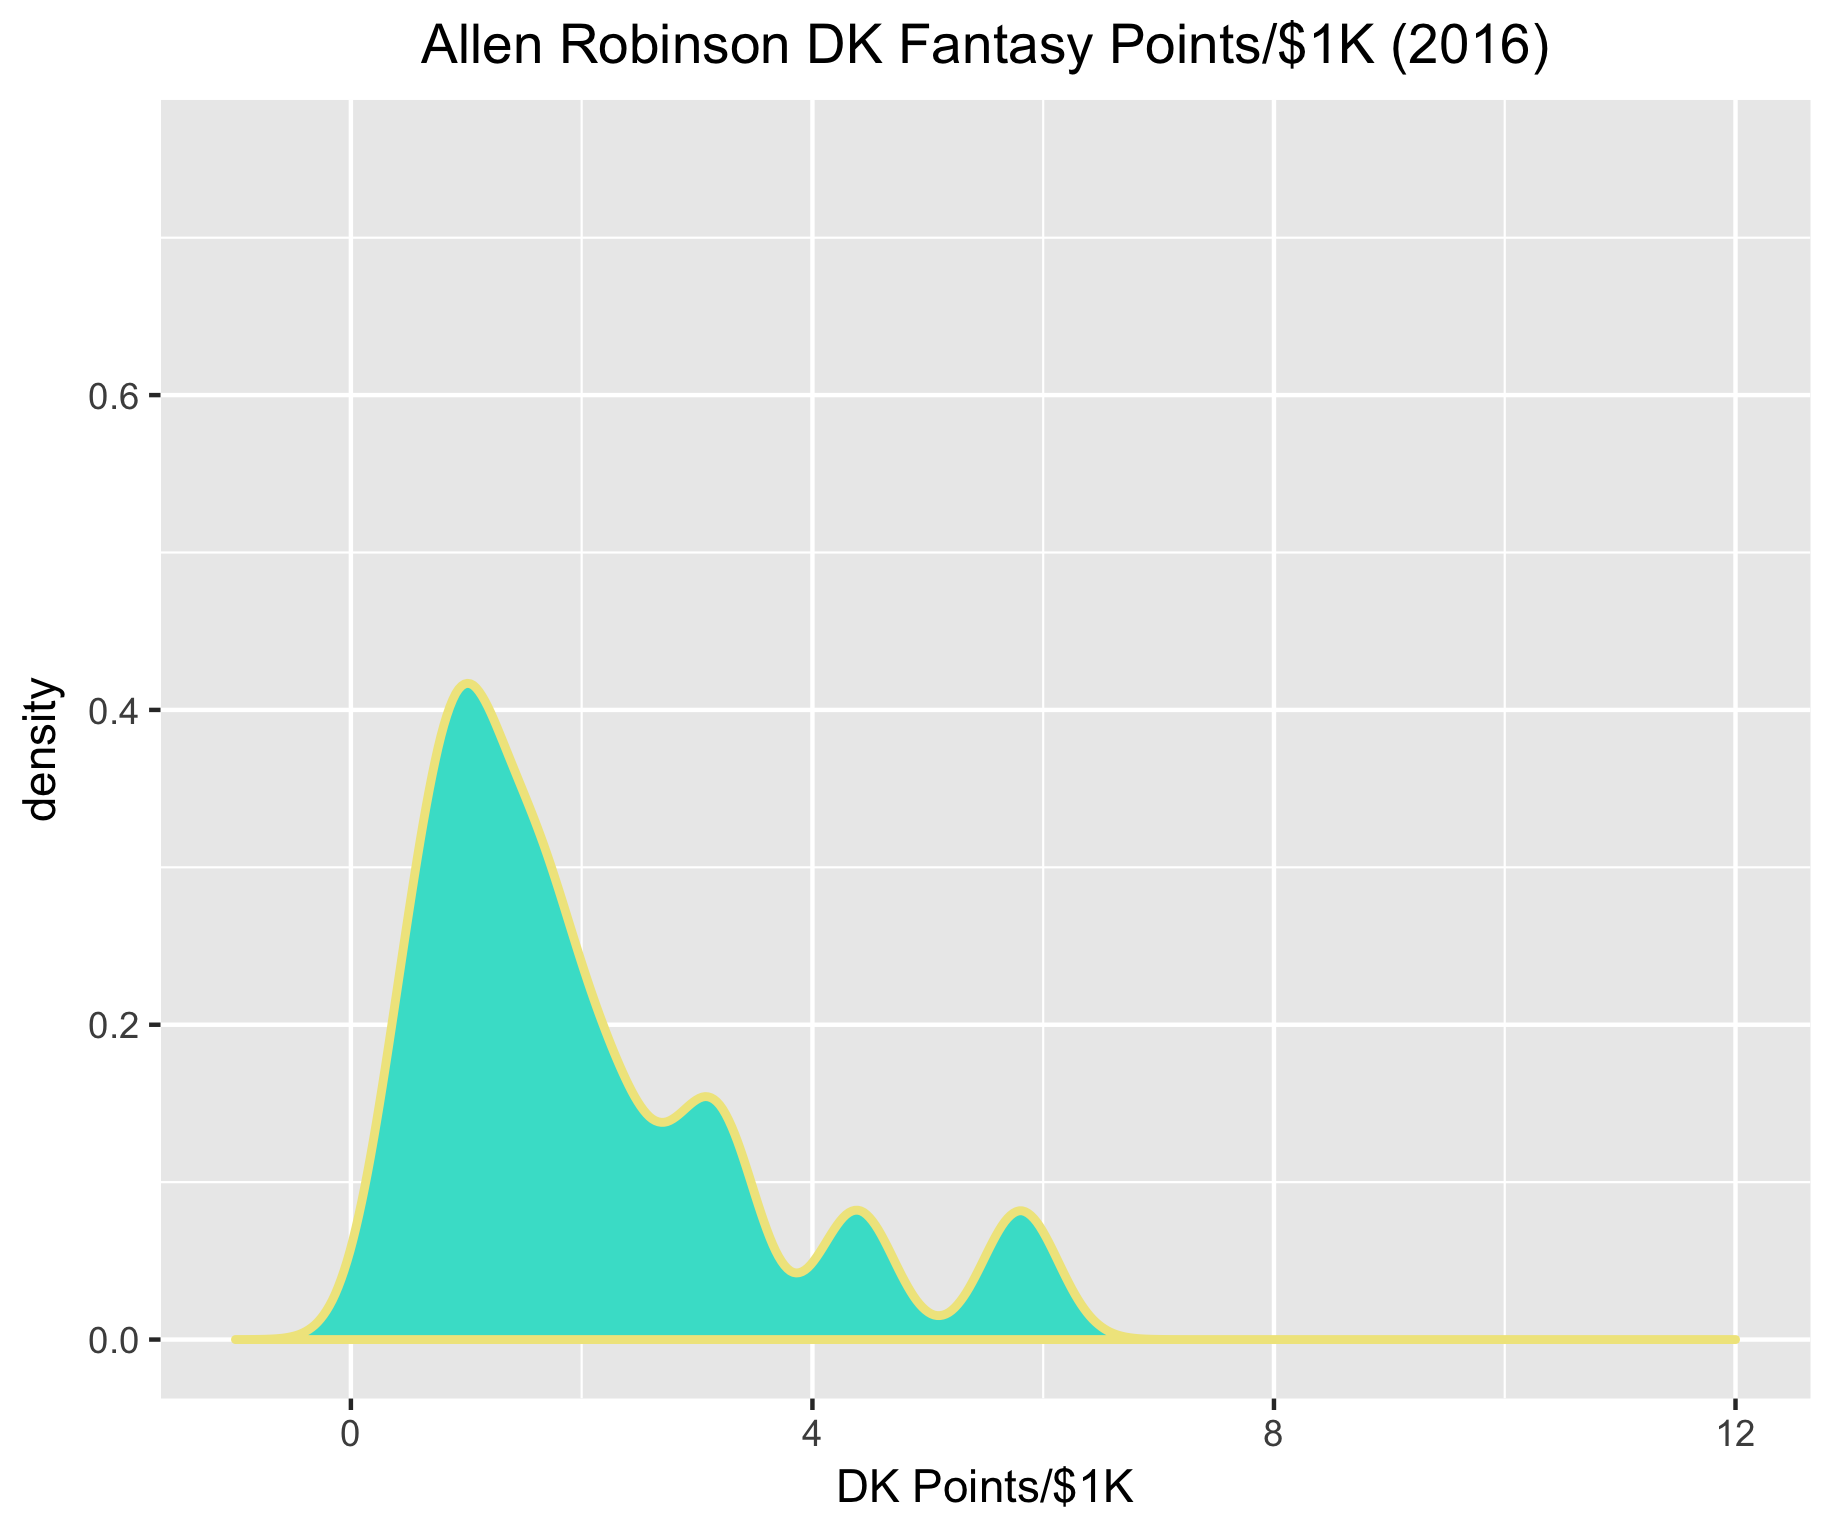 Allen Robinson DK Fantasy Points/$1K (2016)
density
0.6
0.4
0.2
0.0
0 4 8 12
DK Points/$1K